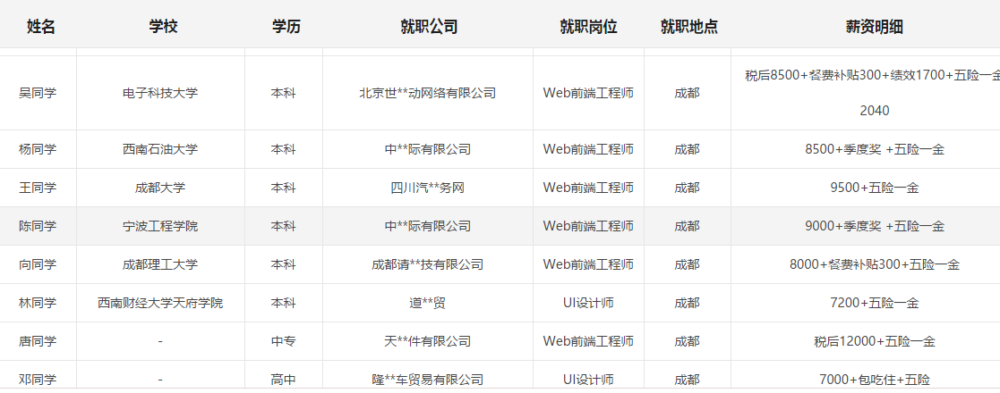 姓名 学校 学历 就职公司 就职岗位 就职地点 薪资明细
税后8500+餐费补贴300+绩效1700+五险一金
吴同学 电子科技大学 本科 北京世**动网络有限公司 Web前端工程师 成都
2040
杨同学 西南石油大学 本科 中**际有限公司 Web前端工程师 成都 8500+季度奖 +五险一金
王同学 成都大学 本科 四川汽**务网 Web前端工程师 成都 9500+五险一金
陈同学 宁波工程学院 本科 中**际有限公司 Web前端工程师 成都 9000+季度奖 +五险一金
向同学 成都理工大学 本科 成都请**技有限公司 Web前端工程师 成都 8000+餐费补贴300+五险一金
林同学 西南财经大学天府学院 本科 道**贸 UI设计师 成都 7200+五险一金
唐同学 - 中专 天**件有限公司 Web前端工程师 成都 税后12000+五险一金
邓同学 - 高中 隆**车贸易有限公司 UI设计师 成都 7000+包吃住+五险